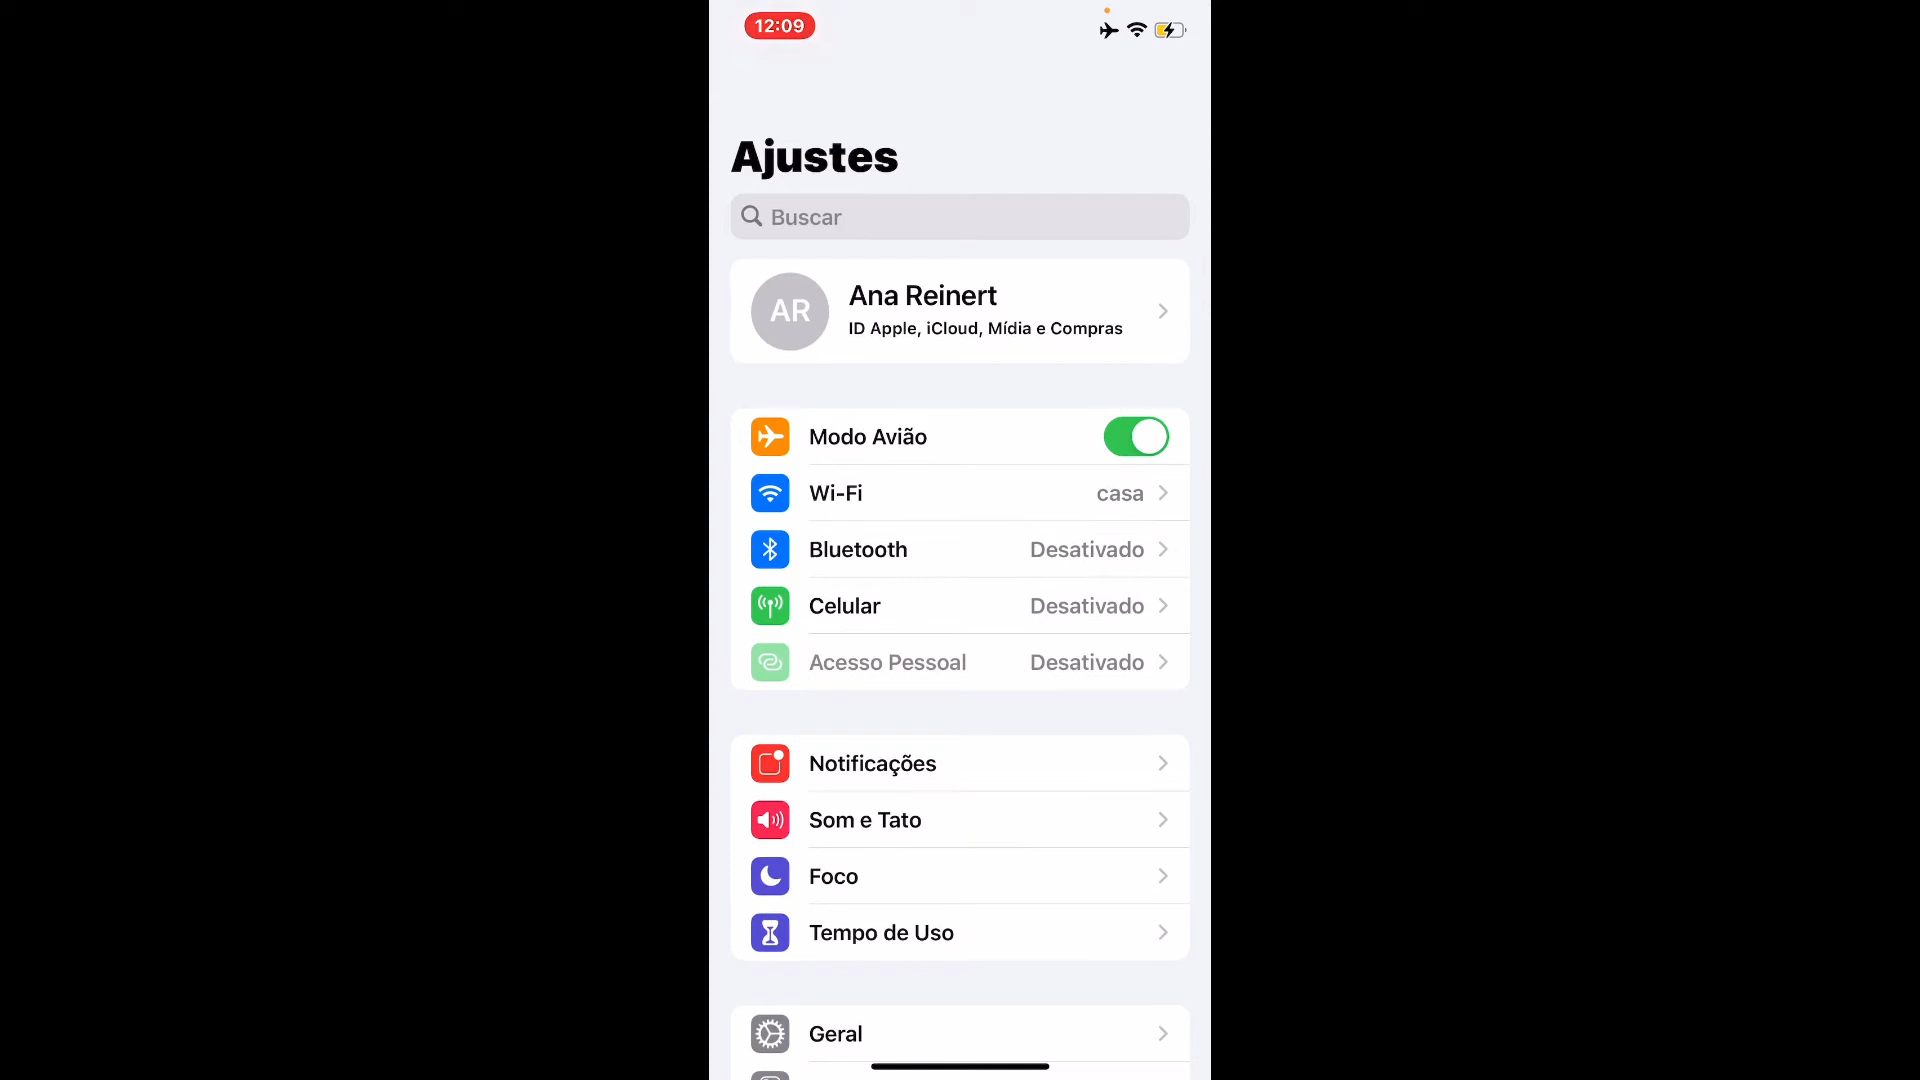 12:09
Ajustes
Buscar
AR
Ana Reinert
ID Apple, iCloud, Mídia e Compras
Modo Avião
Wi-Fi casa
Bluetooth Desativado
Celular Desativado
Acesso Pessoal Desativado
Notificações
Som e Tato
Foco
Tempo de Uso
Geral